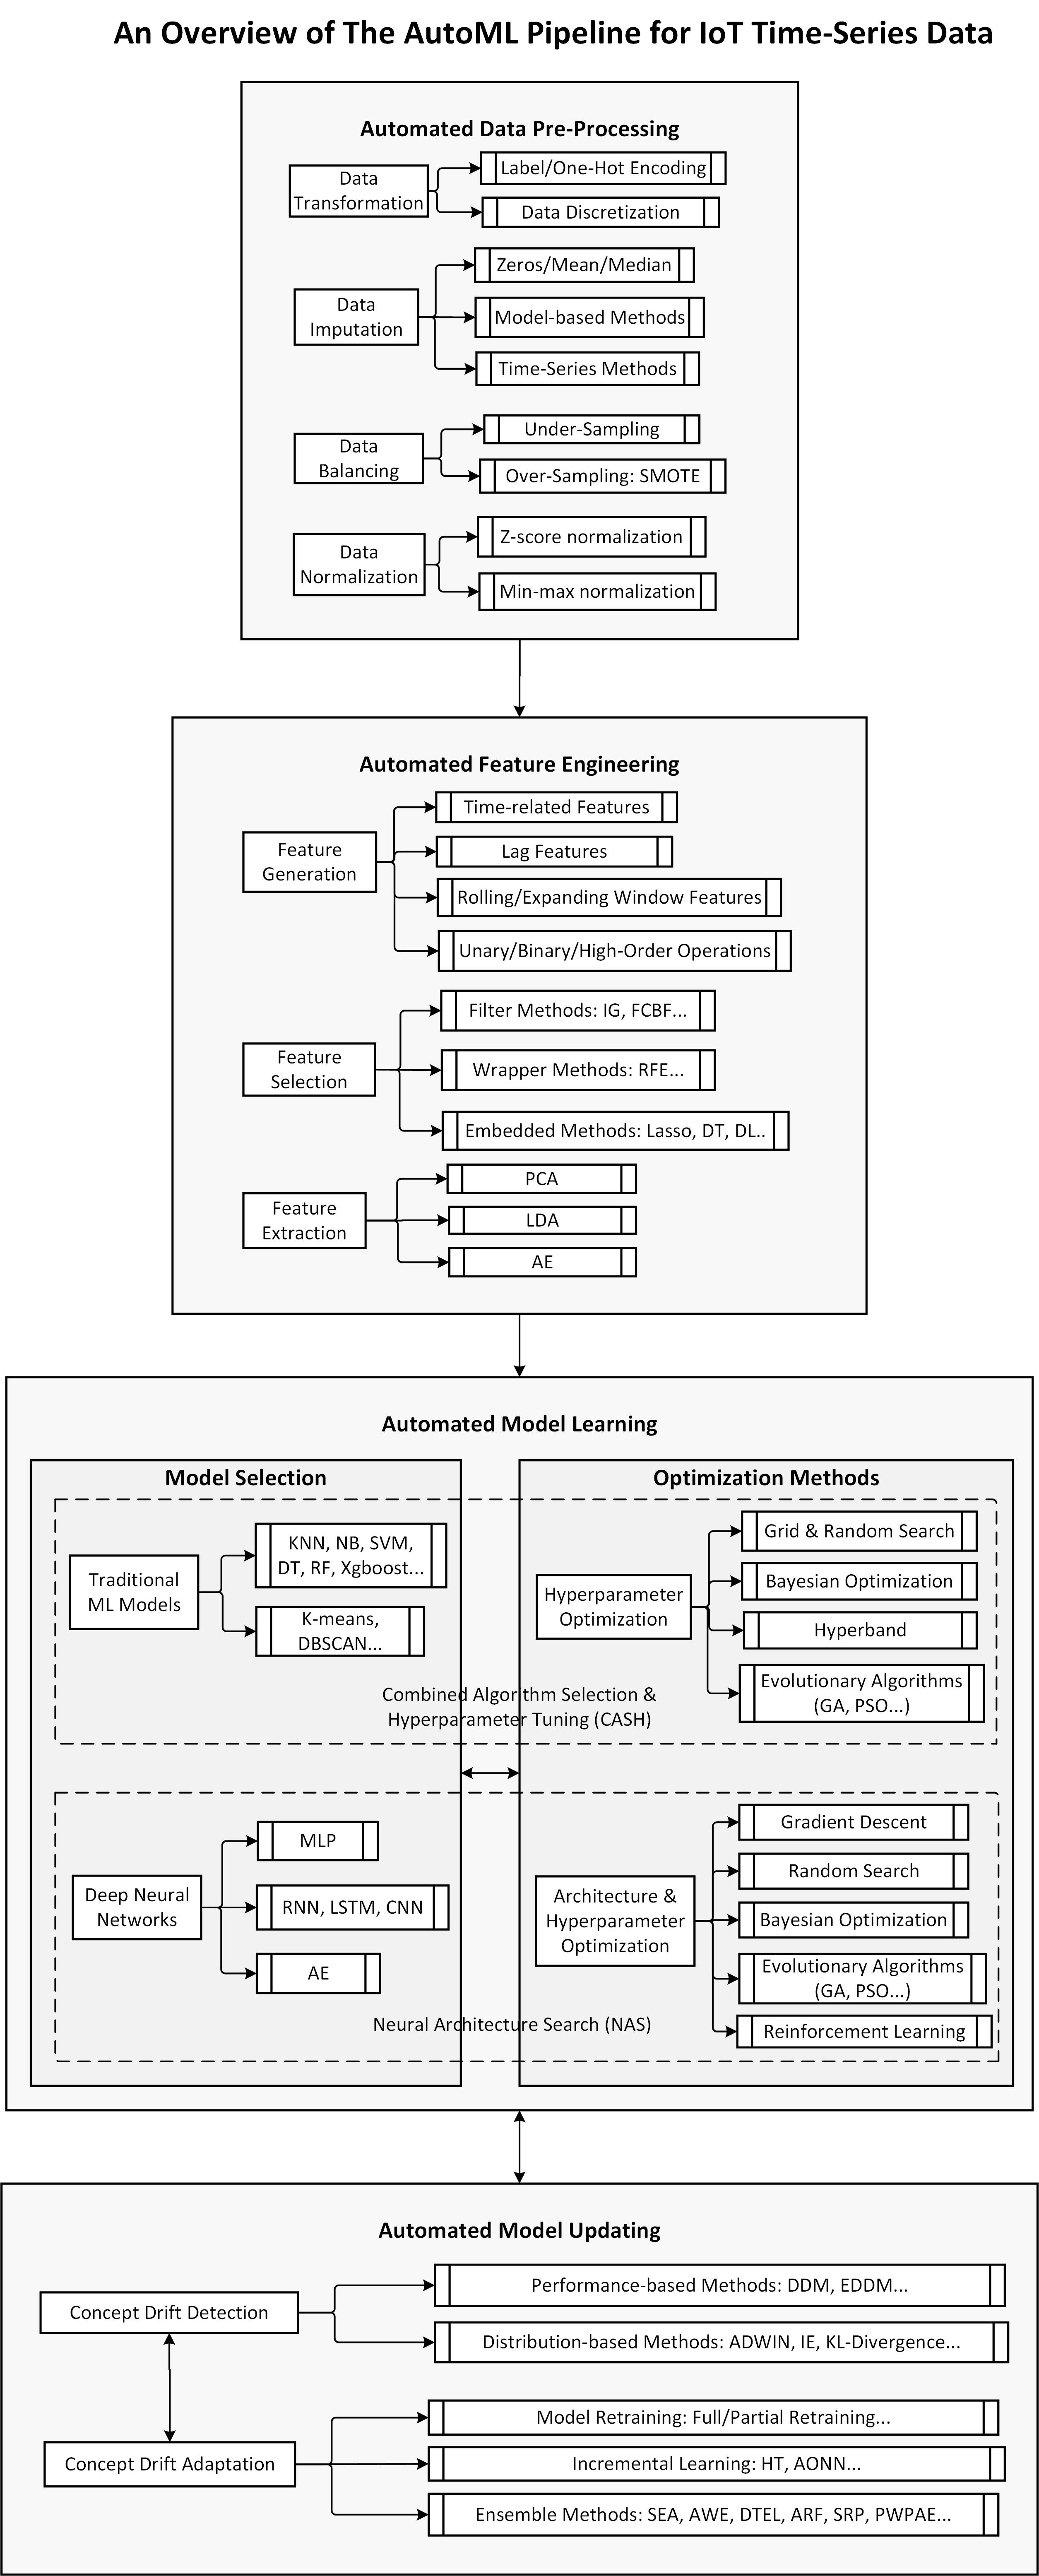 An Overview of The AutoML Pipeline for IoT Time-Series Data
Automated Data Pre-Processing
Data
Transformation
Label/One-Hot Encoding
Data Discretization
Data
Imputation
Zeros/Mean/Median
Model-based Methods
Time-Series Methods
Data
Balancing
Under-Sampling
Over-Sampling: SMOTE
Data
Normalization
Z-score normalization
Min-max normalization
Automated Feature Engineering
Feature
Generation
Time-related Features
Lag Features
Rolling/Expanding Window Features
Unary/Binary/High-Order Operations
Feature
Selection
Filter Methods: IG, FCBF...
Wrapper Methods: RFE...
Embedded Methods: Lasso, DT, DL..
Feature
Extraction
PCA
LDA
AE
Automated Model Learning
Model Selection
Traditional
ML Models
KNN, NB, SVM,
DT, RF, Xgboost...
K-means,
DBSCAN...
Optimization Methods
Hyperparameter
Optimization
Grid & Random Search
Bayesian Optimization
Hyperband
Evolutionary Algorithms
(GA, PSO...)
Combined Algorithm Selection &
Hyperparameter Tuning (CASH)
Deep Neural
Networks
MLP
RNN, LSTM, CNN
AE
Architecture &
Hyperparameter
Optimization
Gradient Descent
Random Search
Bayesian Optimization
Evolutionary Algorithms
(GA, PSO...)
Reinforcement Learning
Neural Architecture Search (NAS)
Automated Model Updating
Concept Drift Detection
Performance-based Methods: DDM, EDDM...
Distribution-based Methods: ADWIN, IE, KL-Divergence...
Concept Drift Adaptation
Model Retraining: Full/Partial Retraining...
Incremental Learning: HT, AONN...
Ensemble Methods: SEA, AWE, DTEL, ARF, SRP, PWPAE...